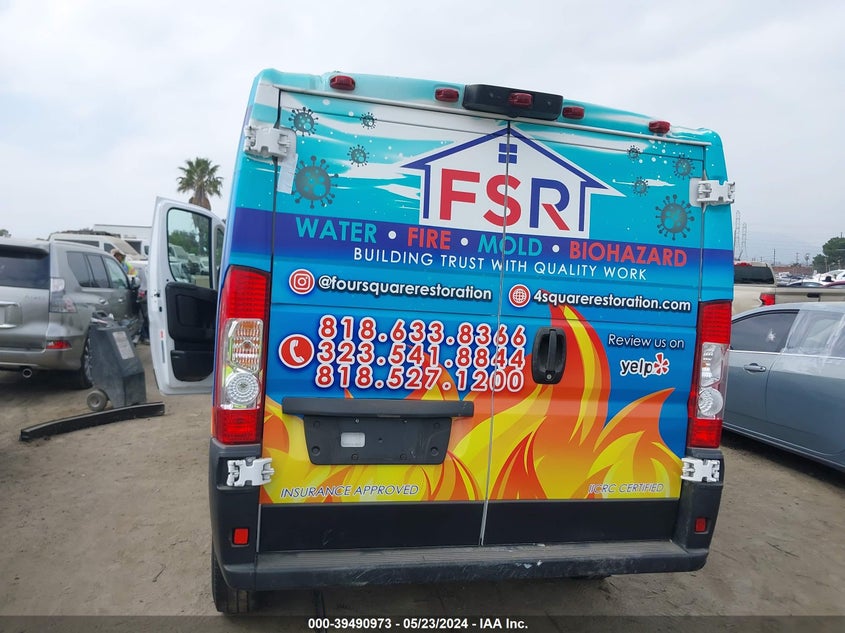 FSR
WATER • FIRE • MOLD • BIOHAZARD
BUILDING TRUST WITH QUALITY WORK
@foursquarerestoration
4squarerestoration.com
818.633.8366
323.541.8844
818.527.1200
Review us on
yelp
INSURANCE APPROVED
IICRC CERTIFIED
000-39490973 / 05/23/2024 - IAA Inc.